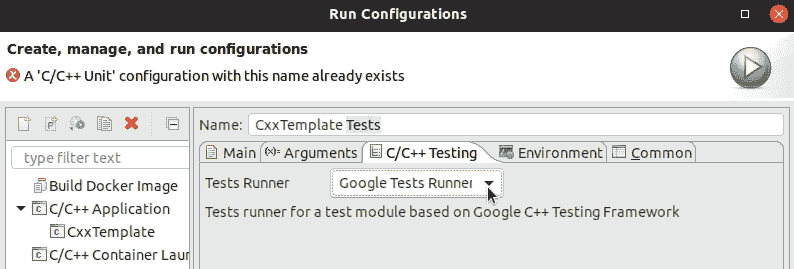 Run Configurations
Create, manage, and run configurations
A 'C/C++ Unit' configuration with this name already exists
Name: CxxTemplate Tests
type filter text
Main (x)= Arguments C/C++ Testing Environment Common
Build Docker Image
C/C++ Application
CxxTemplate
C/C++ Container Laun
Tests Runner Google Tests Runner
Tests runner for a test module based on Google C++ Testing Framework